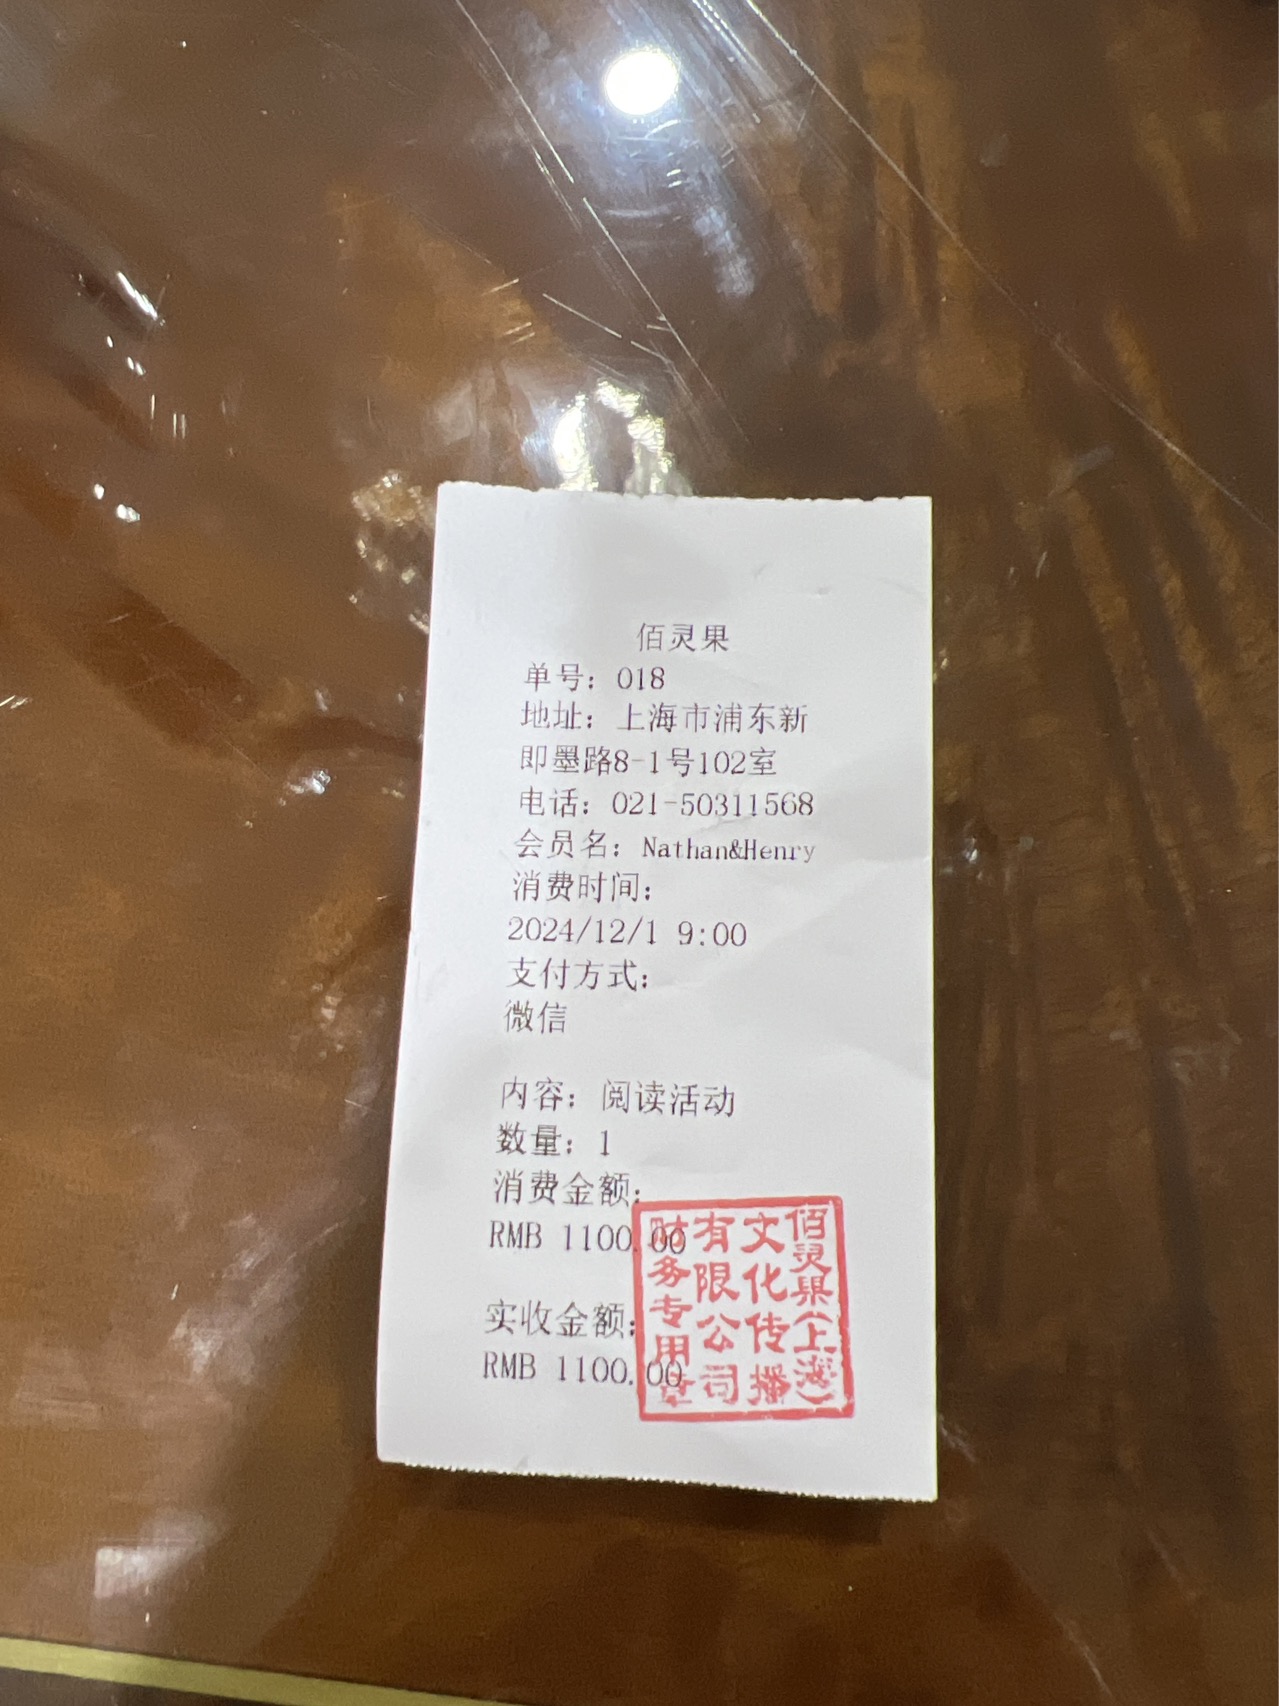 佰灵果
单号：018
地址：上海市浦东新
即墨路8-1号102室
电话：021-50311568
会员名：Nathan&Henry
消费时间：
2024/12/1 9:00
支付方式：
微信
内容：阅读活动
数量：1
消费金额：
RMB 1100.00
实收金额：
RMB 1100.00
佰灵果(上海)
文化传播
有限公司
财务专用章